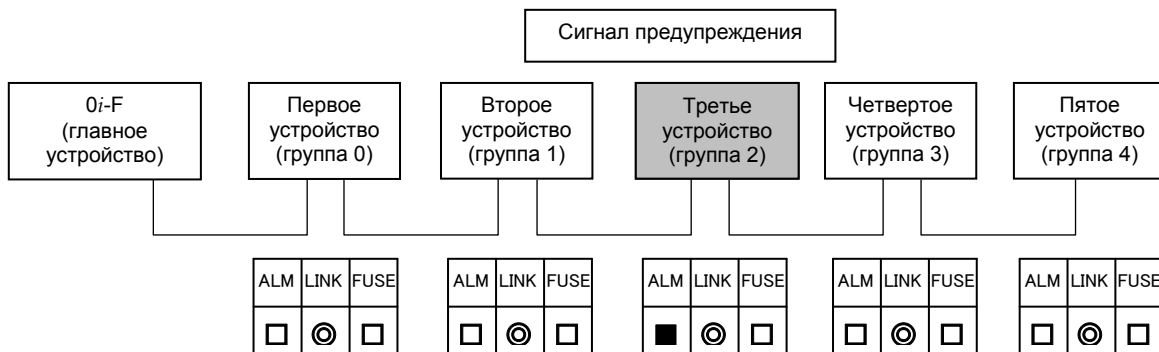 Сигнал предупреждения
0i-F
(главное
устройство)
Первое
устройство
(группа 0)
Второе
устройство
(группа 1)
Третье
устройство
(группа 2)
Четвертое
устройство
(группа 3)
Пятое
устройство
(группа 4)
ALM LINK FUSE
ALM LINK FUSE
ALM LINK FUSE
ALM LINK FUSE
ALM LINK FUSE